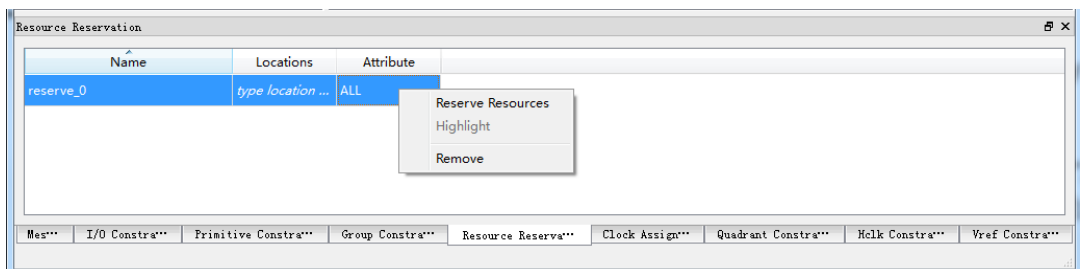 Resource Reservation
Name Locations Attribute
reserve_0 type location ... ALL
Reserve Resources
Highlight
Remove
Mes... I/O Constra... Primitive Constra... Group Constra... Resource Reserva... Clock Assign... Quadrant Constra... Hclk Constra... Vref Constra...